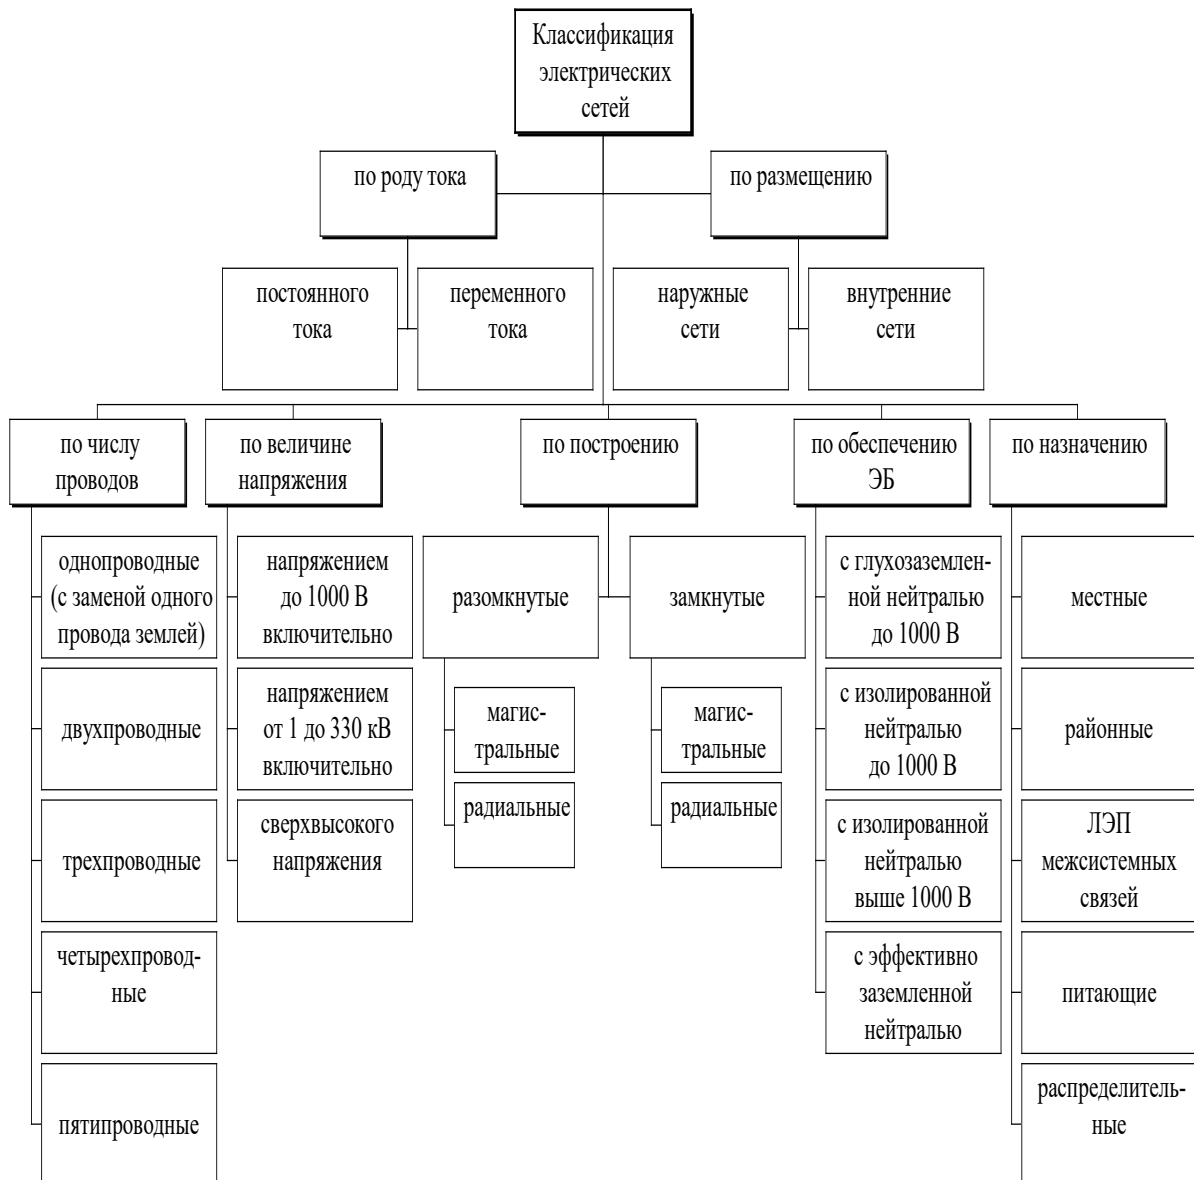 Классификация
электрических
сетей
по роду тока
по размещению
постоянного
тока
переменного
тока
наружные
сети
внутренние
сети
по числу
проводов
по величине
напряжения
по построению
по обеспечению
ЭБ
по назначению
однопроводные
(с заменой одного
провода землей)
двухпроводные
трехпроводные
четырехпровод-
ные
пятипроводные
напряжением
до 1000 В
включительно
напряжением
от 1 до 330 кВ
включительно
сверхвысокого
напряжения
разомкнутые
магис-
тральные
радиальные
замкнутые
магис-
тральные
радиальные
с глухозаземлен-
ной нейтралью
до 1000 В
с изолированной
нейтралью
до 1000 В
с изолированной
нейтралью
выше 1000 В
с эффективно
заземленной
нейтралью
местные
районные
ЛЭП
межсистемных
связей
питающие
распределитель-
ные